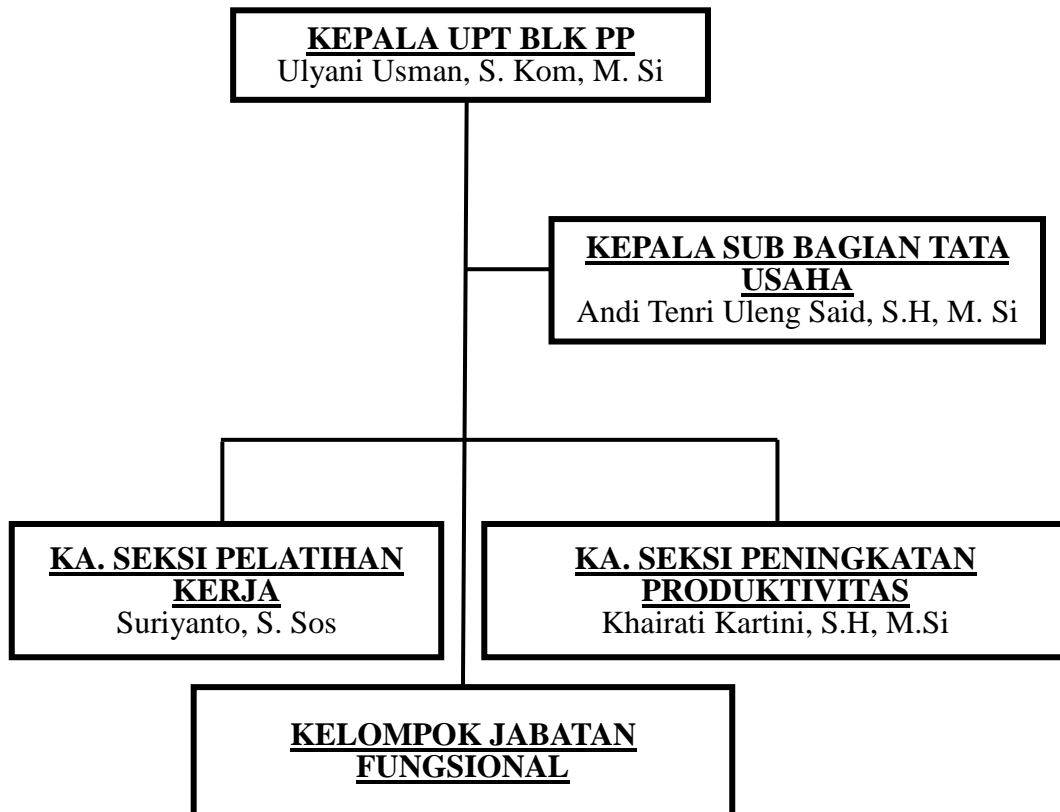 KEPALA UPT BLK PP
Ulyani Usman, S. Kom, M. Si
KEPALA SUB BAGIAN TATA
USAHA
Andi Tenri Uleng Said, S.H, M. Si
KA. SEKSI PELATIHAN
KERJA
Suriyanto, S. Sos
KA. SEKSI PENINGKATAN
PRODUKTIVITAS
Khairati Kartini, S.H, M.Si
KELOMPOK JABATAN
FUNGSIONAL